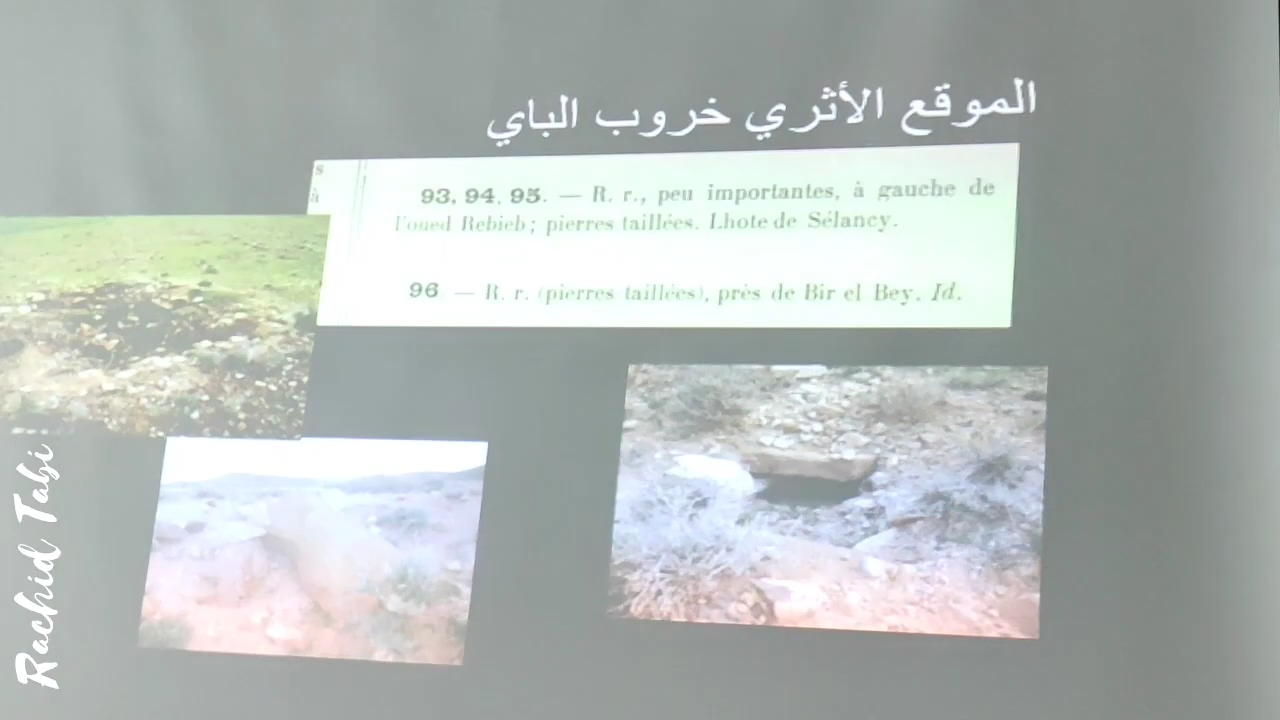 الموقع الأثري خروب الباي
s
à
93, 94, 95. — R. r., peu importantes, à gauche de
l'oued Rebieb; pierres taillées. Lhote de Sélancy.
96 — R. r. (pierres taillées), près de Bir el Bey. Id.
Rachid Tabi